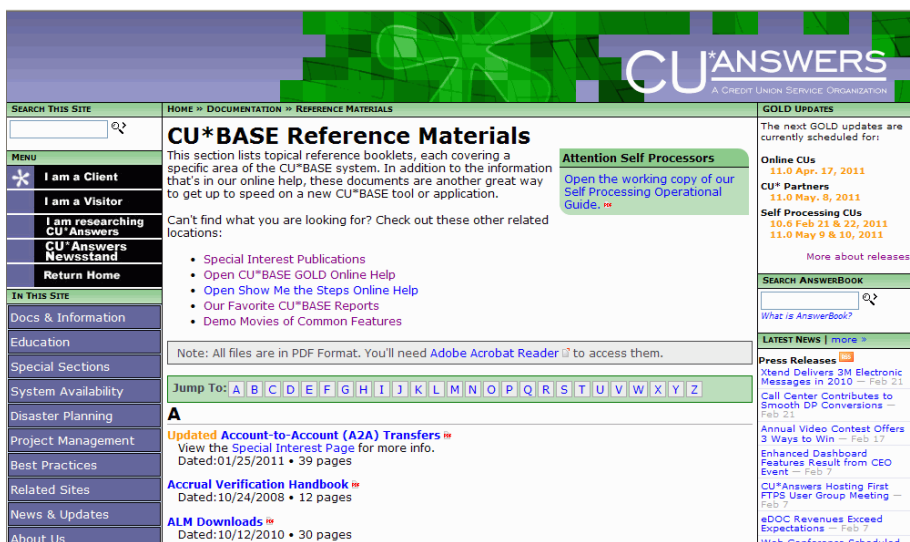 CU*ANSWERS
A CREDIT UNION SERVICE ORGANIZATION
SEARCH THIS SITE
MENU
I am a Client
I am a Visitor
I am researching
CU*Answers
CU*Answers
Newsstand
Return Home
IN THIS SITE
Docs & Information
Education
Special Sections
System Availability
Disaster Planning
Project Management
Best Practices
Related Sites
News & Updates
About Us
HOME » DOCUMENTATION » REFERENCE MATERIALS
CU*BASE Reference Materials
This section lists topical reference booklets, each covering a
specific area of the CU*BASE system. In addition to the information
that's in our online help, these documents are another great way
to get up to speed on a new CU*BASE tool or application.
Can't find what you are looking for? Check out these other related
locations:
• Special Interest Publications
• Open CU*BASE GOLD Online Help
• Open Show Me the Steps Online Help
• Our Favorite CU*BASE Reports
• Demo Movies of Common Features
Attention Self Processors
Open the working copy of our
Self Processing Operational
Guide.
Note: All files are in PDF Format. You'll need Adobe Acrobat Reader to access them.
Jump To: A B C D E F G H I J K L M N O P Q R S T U V W X Y Z
A
Updated Account-to-Account (A2A) Transfers
View the Special Interest Page for more info.
Dated:01/25/2011 • 39 pages
Accrual Verification Handbook
Dated:10/24/2008 • 12 pages
ALM Downloads
Dated:10/12/2010 • 30 pages
GOLD UPDATES
The next GOLD updates are
currently scheduled for:
Online CUs
11.0 Apr. 17, 2011
CU* Partners
11.0 May. 8, 2011
Self Processing CUs
10.6 Feb 21 & 22, 2011
11.0 May 9 & 10, 2011
More about releases
SEARCH ANSWERBOOK
What is AnswerBook?
LATEST NEWS | more »
Press Releases
Xtend Delivers 3M Electronic
Messages in 2010 — Feb 21
Call Center Contributes to
Smooth DP Conversions —
Feb 21
Annual Video Contest Offers
3 Ways to Win — Feb 17
Enhanced Dashboard
Features Result from CEO
Event — Feb 7
CU*Answers Hosting First
FTPS User Group Meeting —
Feb 7
eDOC Revenues Exceed
Expectations — Feb 7
Web Conference Scheduled